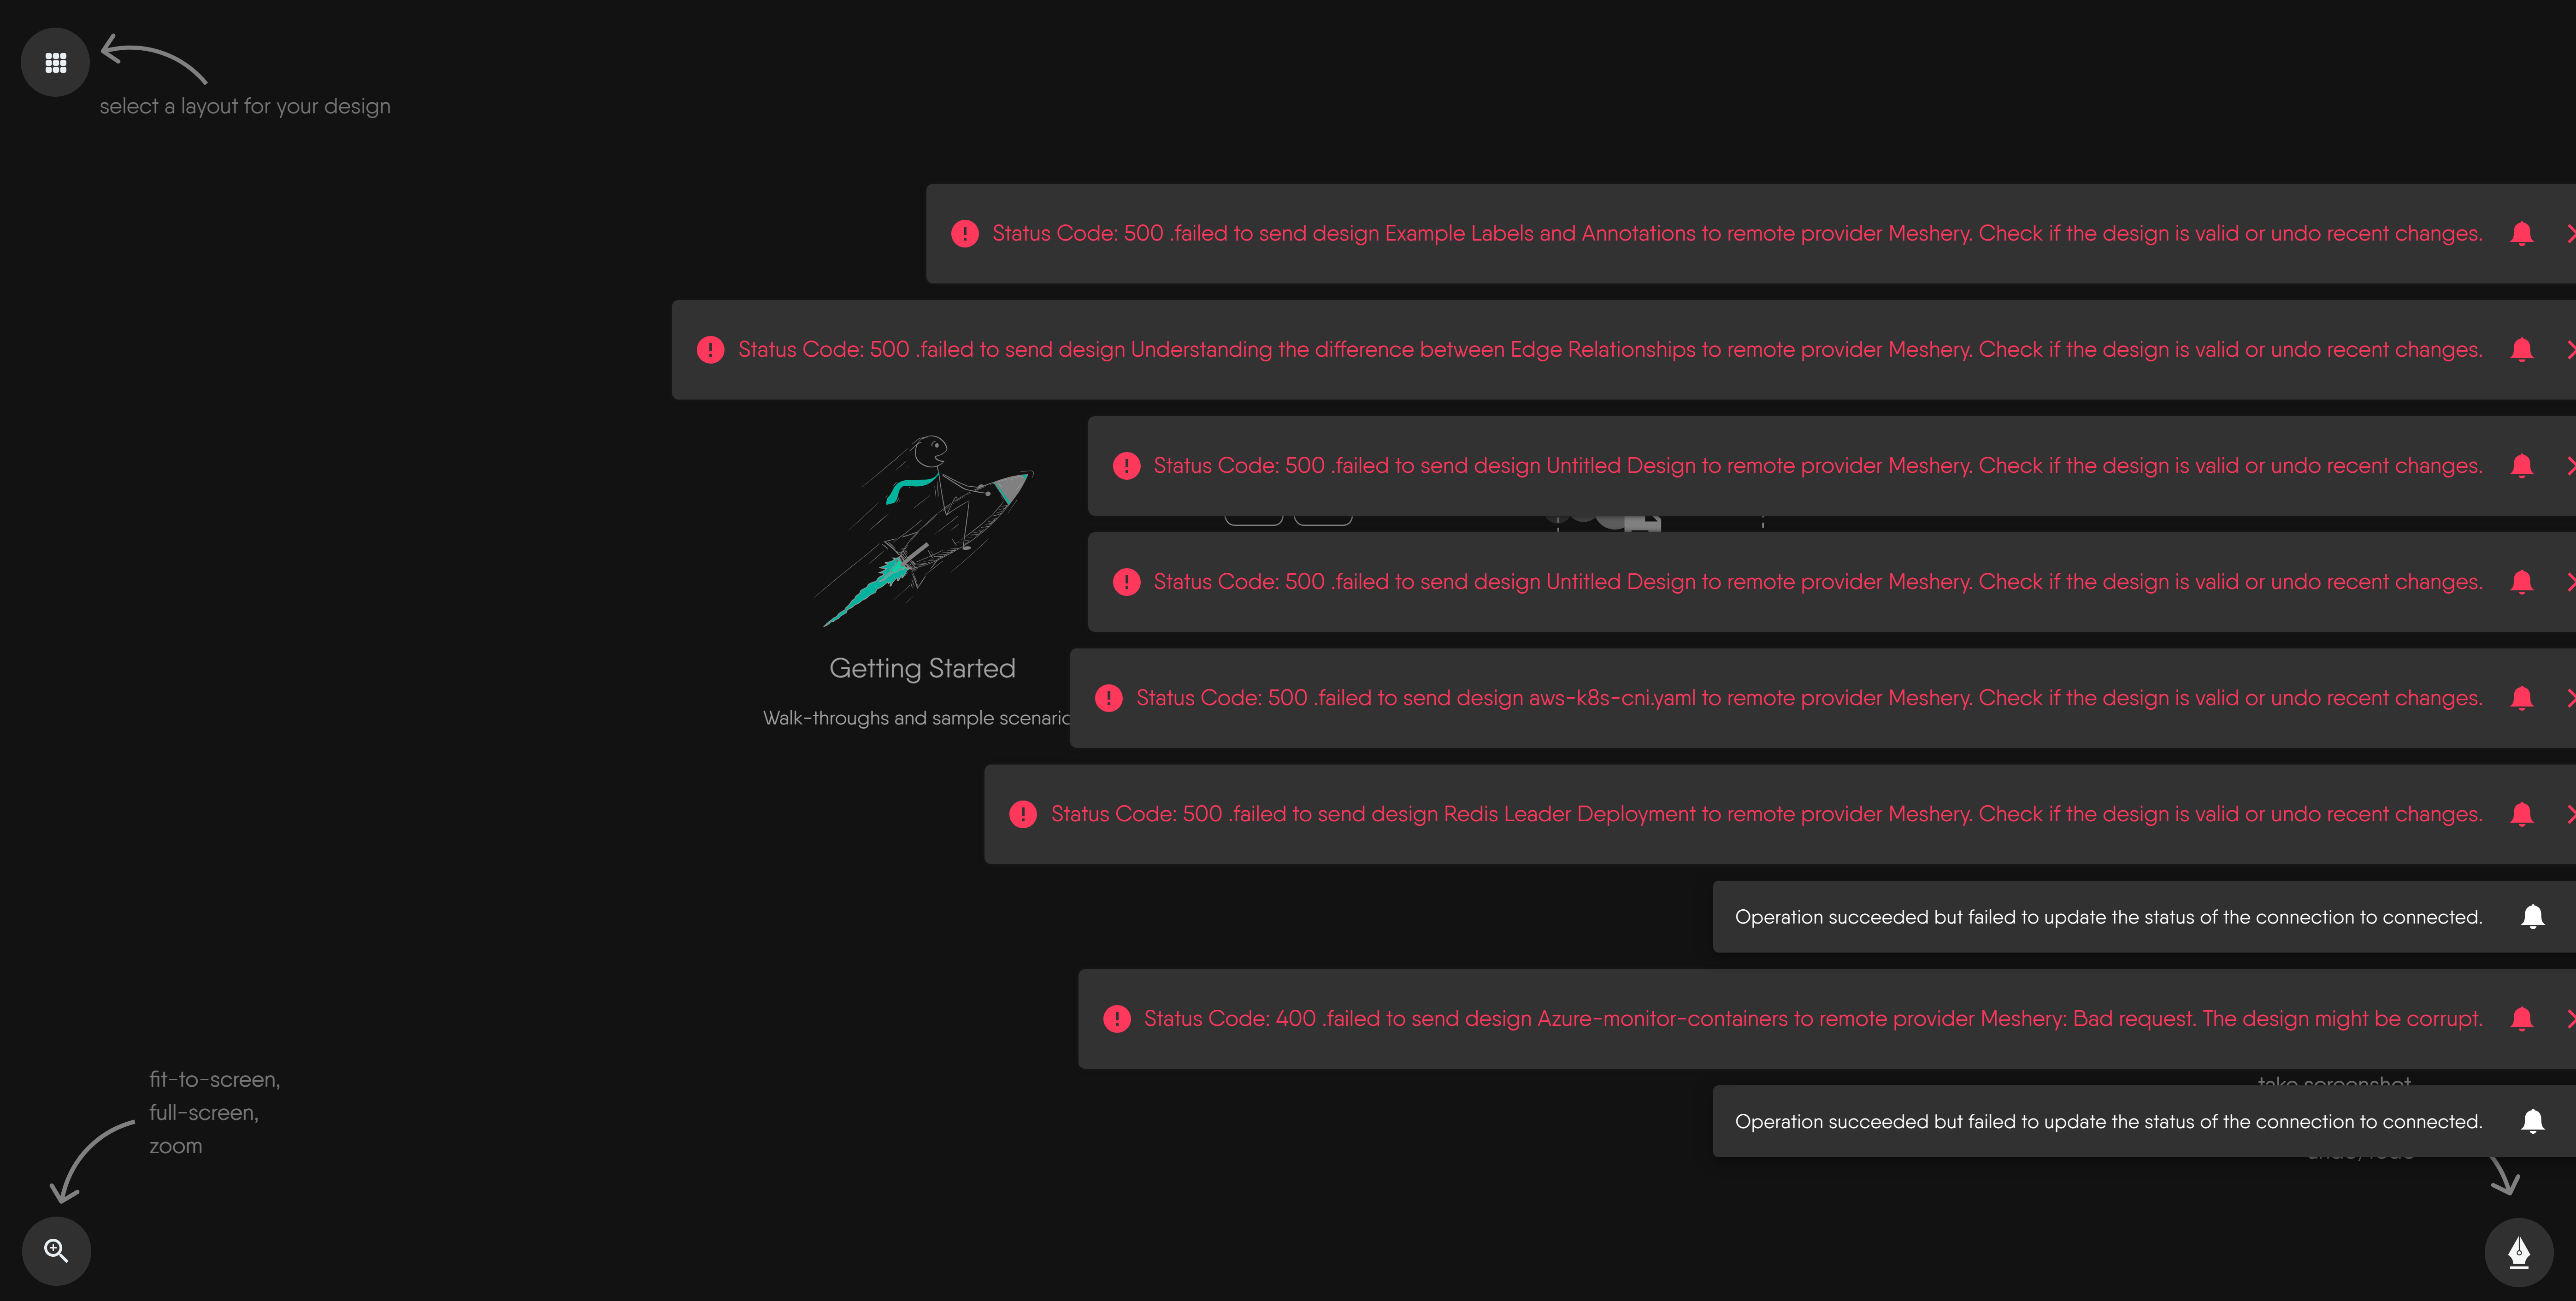 select a layout for your design
Status Code: 500 .failed to send design Example Labels and Annotations to remote provider Meshery. Check if the design is valid or undo recent changes.
Status Code: 500 .failed to send design Understanding the difference between Edge Relationships to remote provider Meshery. Check if the design is valid or undo recent changes.
Status Code: 500 .failed to send design Untitled Design to remote provider Meshery. Check if the design is valid or undo recent changes.
Status Code: 500 .failed to send design Untitled Design to remote provider Meshery. Check if the design is valid or undo recent changes.
Getting Started
Status Code: 500 .failed to send design aws-k8s-cni.yaml to remote provider Meshery. Check if the design is valid or undo recent changes.
Walk-throughs and sample
Status Code: 500 .failed to send design Redis Leader Deployment to remote provider Meshery. Check if the design is valid or undo recent changes.
Operation succeeded but failed to update the status of the connection to connected.
Status Code: 400 .failed to send design Azure-monitor-containers to remote provider Meshery: Bad request. The design might be corrupt.
fit-to-screen,
full-screen,
zoom
take screenshot
Operation succeeded but failed to update the status of the connection to connected.